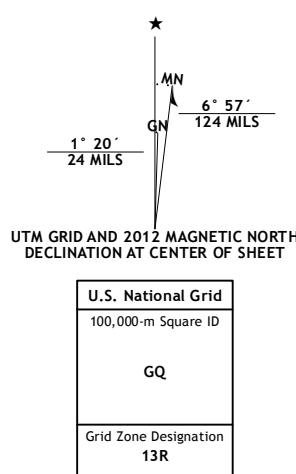 ★
MN
GN
6° 57´
124 MILS
1° 20´
24 MILS
UTM GRID AND 2012 MAGNETIC NORTH
DECLINATION AT CENTER OF SHEET
U.S. National Grid
100,000-m Square ID
GQ
Grid Zone Designation
13R